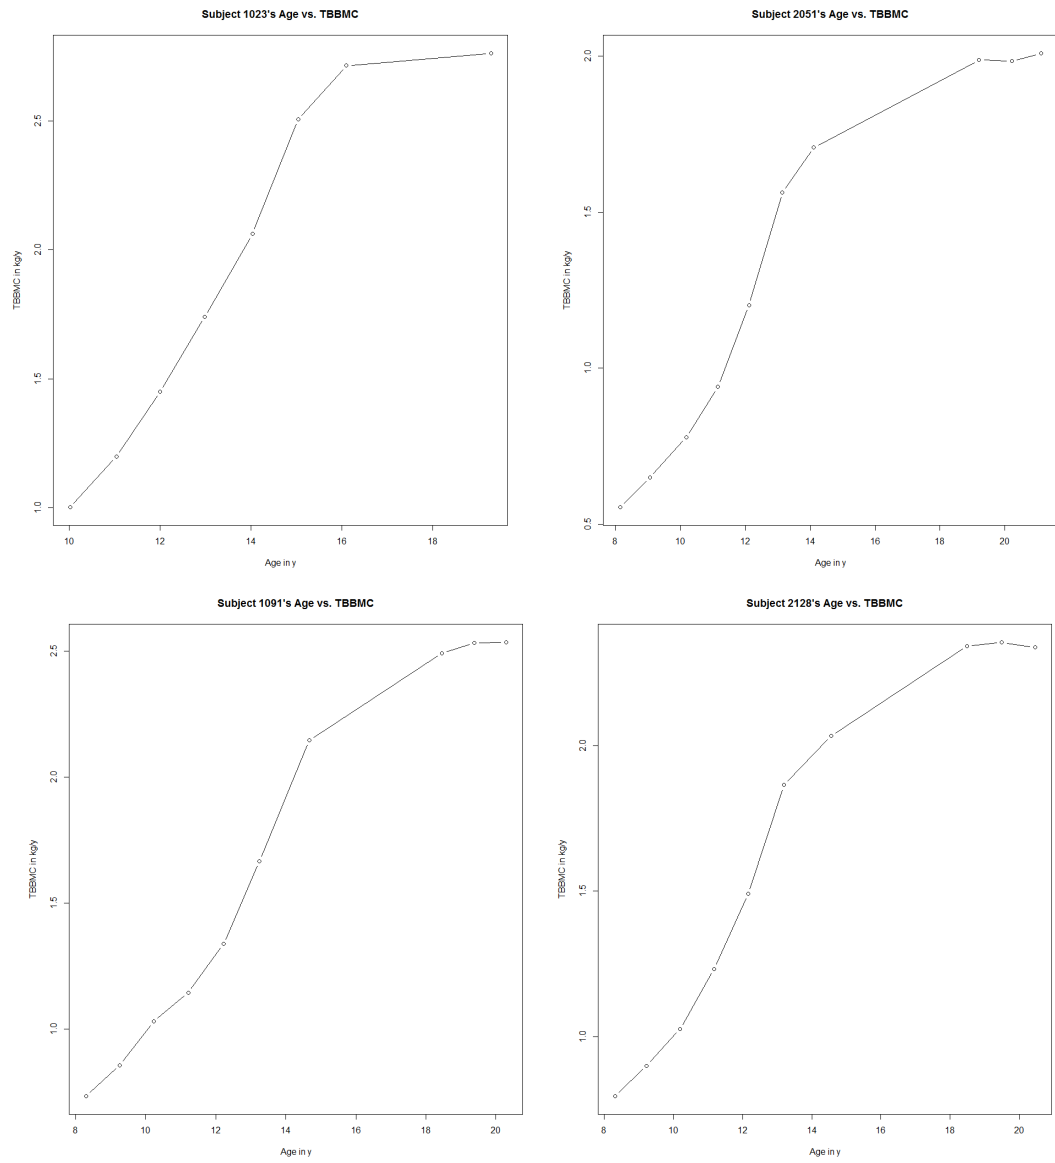 Subject 1023's Age vs. TBBMC
TBBMC in kg/y
2.5
2.0
1.5
1.0
10 12 14 16 18
Age in y
Subject 2051's Age vs. TBBMC
TBBMC in kg/y
2.0
1.5
1.0
0.5
8 10 12 14 16 18 20
Age in y
Subject 1091's Age vs. TBBMC
TBBMC in kg/y
2.5
2.0
1.5
1.0
8 10 12 14 16 18 20
Age in y
Subject 2128's Age vs. TBBMC
TBBMC in kg/y
2.0
1.5
1.0
8 10 12 14 16 18 20
Age in y